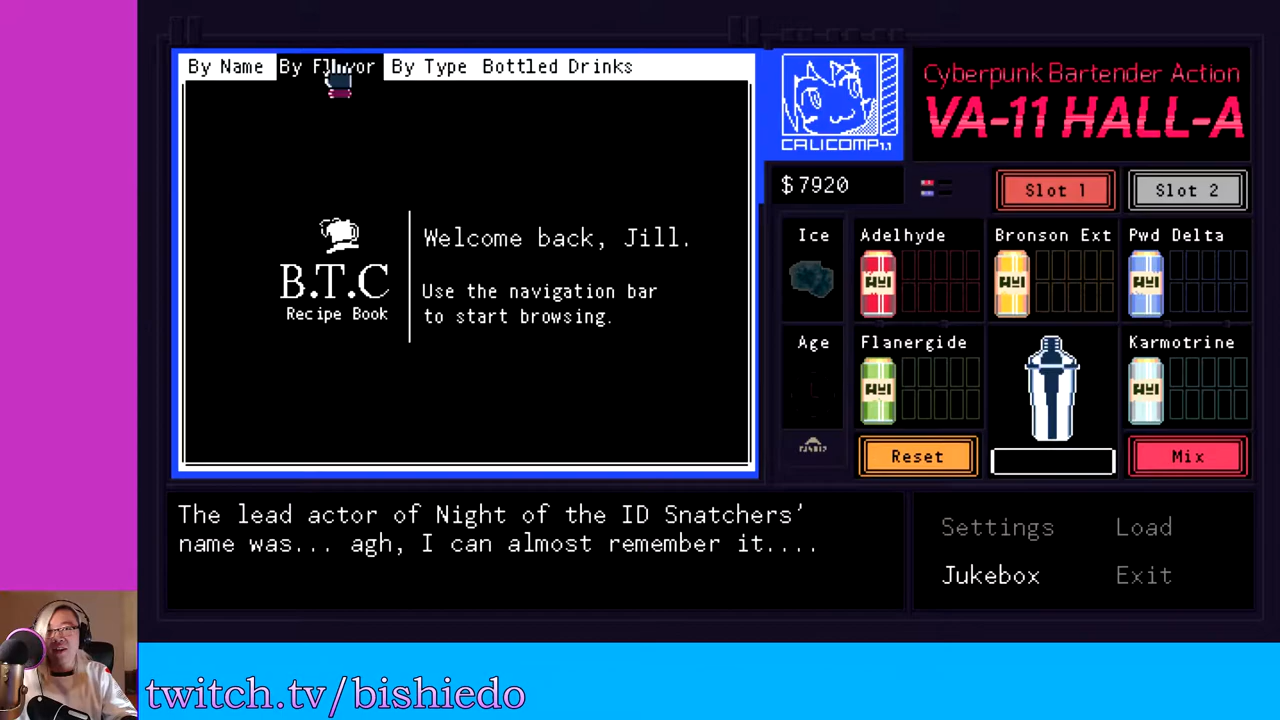 By Name By Flavor By Type Bottled Drinks
B.T.C
Recipe Book
Welcome back, Jill.
Use the navigation bar
to start browsing.
CALICOMP1.1
Cyberpunk Bartender Action
VA-11 HALL-A
$7920
Slot 1
Slot 2
Ice
Adelhyde
Bronson Ext
Pwd Delta
Age
Flanergide
Karmotrine
Reset
Mix
The lead actor of Night of the ID Snatchers'
name was... agh, I can almost remember it....
Settings
Load
Jukebox
Exit
twitch.tv/bishiedo